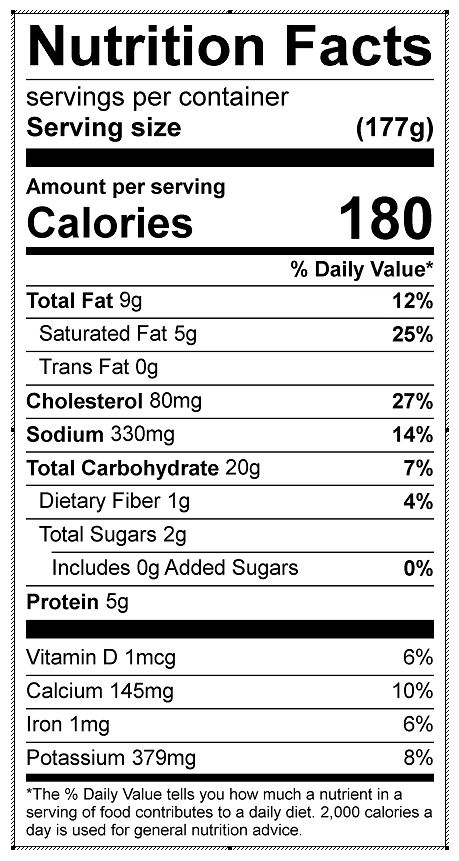 Nutrition Facts
servings per container
Serving size (177g)
Amount per serving
Calories 180
% Daily Value*
Total Fat 9g 12%
Saturated Fat 5g 25%
Trans Fat 0g
Cholesterol 80mg 27%
Sodium 330mg 14%
Total Carbohydrate 20g 7%
Dietary Fiber 1g 4%
Total Sugars 2g
Includes 0g Added Sugars 0%
Protein 5g
Vitamin D 1mcg 6%
Calcium 145mg 10%
Iron 1mg 6%
Potassium 379mg 8%
*The % Daily Value tells you how much a nutrient in a
serving of food contributes to a daily diet. 2,000 calories a
day is used for general nutrition advice.